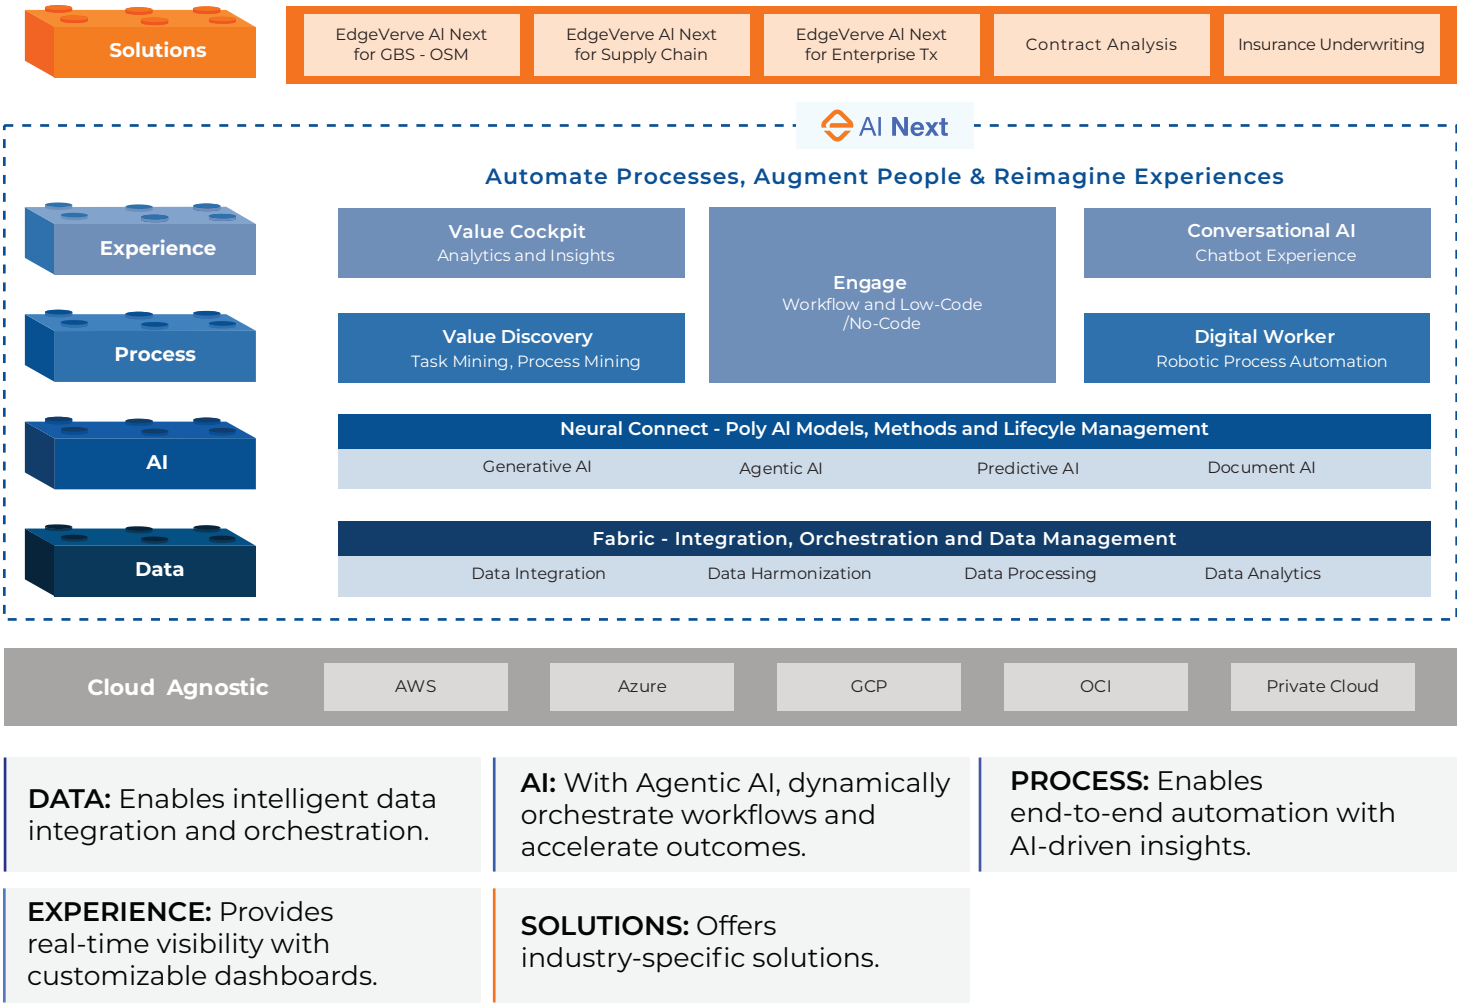 Solutions
EdgeVerve AI Next
for GBS - OSM
EdgeVerve AI Next
for Supply Chain
EdgeVerve AI Next
for Enterprise Tx
Contract Analysis
Insurance Underwriting
AI Next
Automate Processes, Augment People & Reimagine Experiences
Experience
Value Cockpit
Analytics and Insights
Engage
Workflow and Low-Code
/No-Code
Conversational AI
Chatbot Experience
Process
Value Discovery
Task Mining, Process Mining
Digital Worker
Robotic Process Automation
AI
Neural Connect - Poly AI Models, Methods and Lifecyle Management
Generative AI
Agentic AI
Predictive AI
Document AI
Data
Fabric - Integration, Orchestration and Data Management
Data Integration
Data Harmonization
Data Processing
Data Analytics
Cloud Agnostic
AWS
Azure
GCP
OCI
Private Cloud
DATA: Enables intelligent data
integration and orchestration.
AI: With Agentic AI, dynamically
orchestrate workflows and
accelerate outcomes.
PROCESS: Enables
end-to-end automation with
AI-driven insights.
EXPERIENCE: Provides
real-time visibility with
customizable dashboards.
SOLUTIONS: Offers
industry-specific solutions.